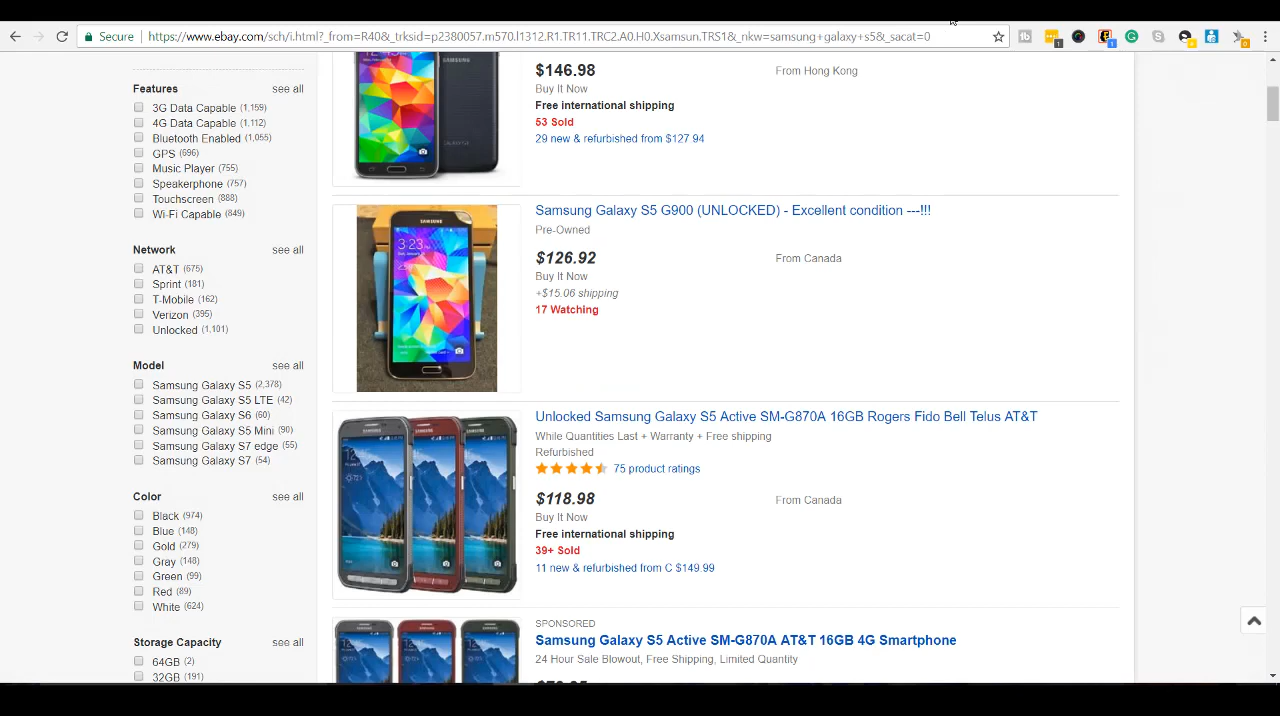 Secure
https://www.ebay.com/sch/i.html?_from=R40&_trksid=p2380057.m570.l1312.R1.TR11.TRC2.A0.H0.Xsamsun.TRS1&_nkw=samsung+galaxy+s5&_sacat=0
Features see all
3G Data Capable (1,159)
4G Data Capable (1,112)
Bluetooth Enabled (1,055)
GPS
Music Player (755)
Speakerphone (757)
Touchscreen (888)
Wi-Fi Capable (849)
Network see all
AT&T (675)
Sprint (181)
T-Mobile (162)
Verizon (395)
Unlocked (1,101)
Model see all
Samsung Galaxy S5 (2,378)
Samsung Galaxy S5 LTE (42)
Samsung Galaxy S6 (60)
Samsung Galaxy S5 Mini (90)
Samsung Galaxy S7 edge (55)
Samsung Galaxy S7 (54)
Color see all
Black (974)
Blue (148)
Gold (279)
Gray (148)
Green (99)
Red (89)
White (624)
Storage Capacity see all
64GB (2)
32GB (191)
$146.98 From Hong Kong
Buy It Now
Free international shipping
53 Sold
29 new & refurbished from $127.94
SAMSUNG
3:23
Samsung Galaxy S5 G900 (UNLOCKED) - Excellent condition ---!!!
Pre-Owned
$126.92 From Canada
Buy It Now
+$15.06 shipping
17 Watching
Unlocked Samsung Galaxy S5 Active SM-G870A 16GB Rogers Fido Bell Telus AT&T
While Quantities Last + Warranty + Free shipping
Refurbished
75 product ratings
$118.98 From Canada
Buy It Now
Free international shipping
39+ Sold
11 new & refurbished from C $149.99
SPONSORED
Samsung Galaxy S5 Active SM-G870A AT&T 16GB 4G Smartphone
24 Hour Sale Blowout, Free Shipping, Limited Quantity